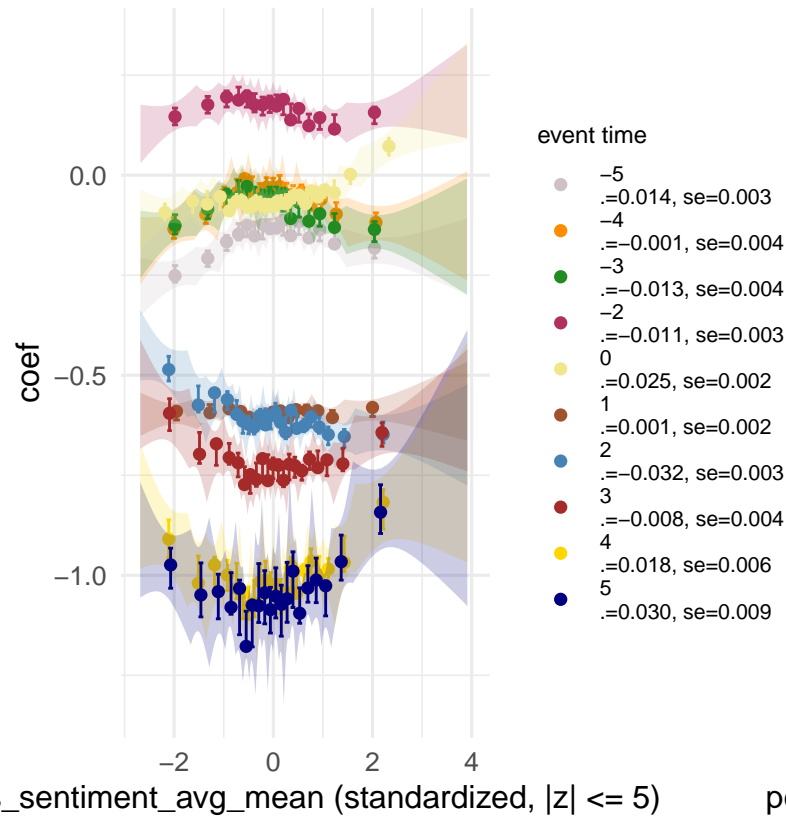 event time
−5
.=0.014, se=0.003
−4
.=−0.001, se=0.004
−3
.=−0.013, se=0.004
−2
.=−0.011, se=0.003
0
.=0.025, se=0.002
1
.=0.001, se=0.002
2
.=−0.032, se=0.003
3
.=−0.008, se=0.004
4
.=0.018, se=0.006
5
.=0.030, se=0.009
coef
0.0
−0.5
−1.0
−2
0
2
4
_sentiment_avg_mean (standardized, |z| <= 5)